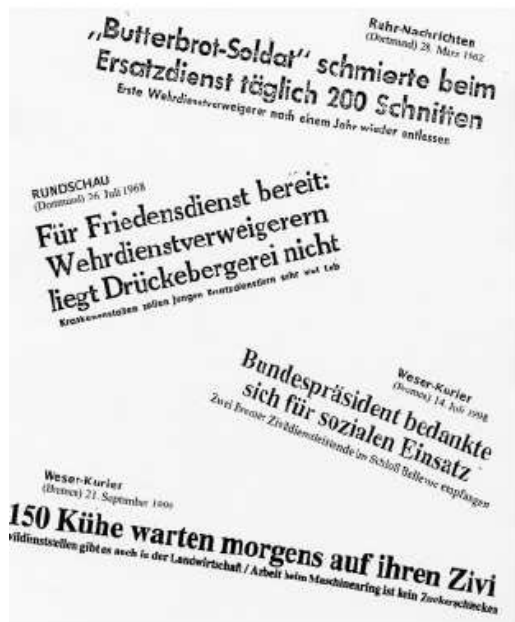 Ruhr-Nachrichten
(Dortmund) 28. März 1962
„Butterbrot-Soldat“ schmierte beim
Ersatzdienst täglich 200 Schnitten
Erste Wehrdienstverweigerer nach einem Jahr wieder entlassen
RUNDSCHAU
(Dortmund) 26. Juli 1968
Für Friedensdienst bereit:
Wehrdienstverweigerern
liegt Drückebergerei nicht
Krankenanstalten zollen jungen Ersatzdienstlern sehr viel Lob
Weser-Kurier
(Bremen) 14. Juli 1998
Bundespräsident bedankte
sich für sozialen Einsatz
Zwei Bremer Zivildienstleistende im Schloß Bellevue empfangen
Weser-Kurier
(Bremen) 21. September 1999
150 Kühe warten morgens auf ihren Zivi
ildienststellen gibt es auch in der Landwirtschaft / Arbeit beim Maschinenring ist kein Zuckerschlecken